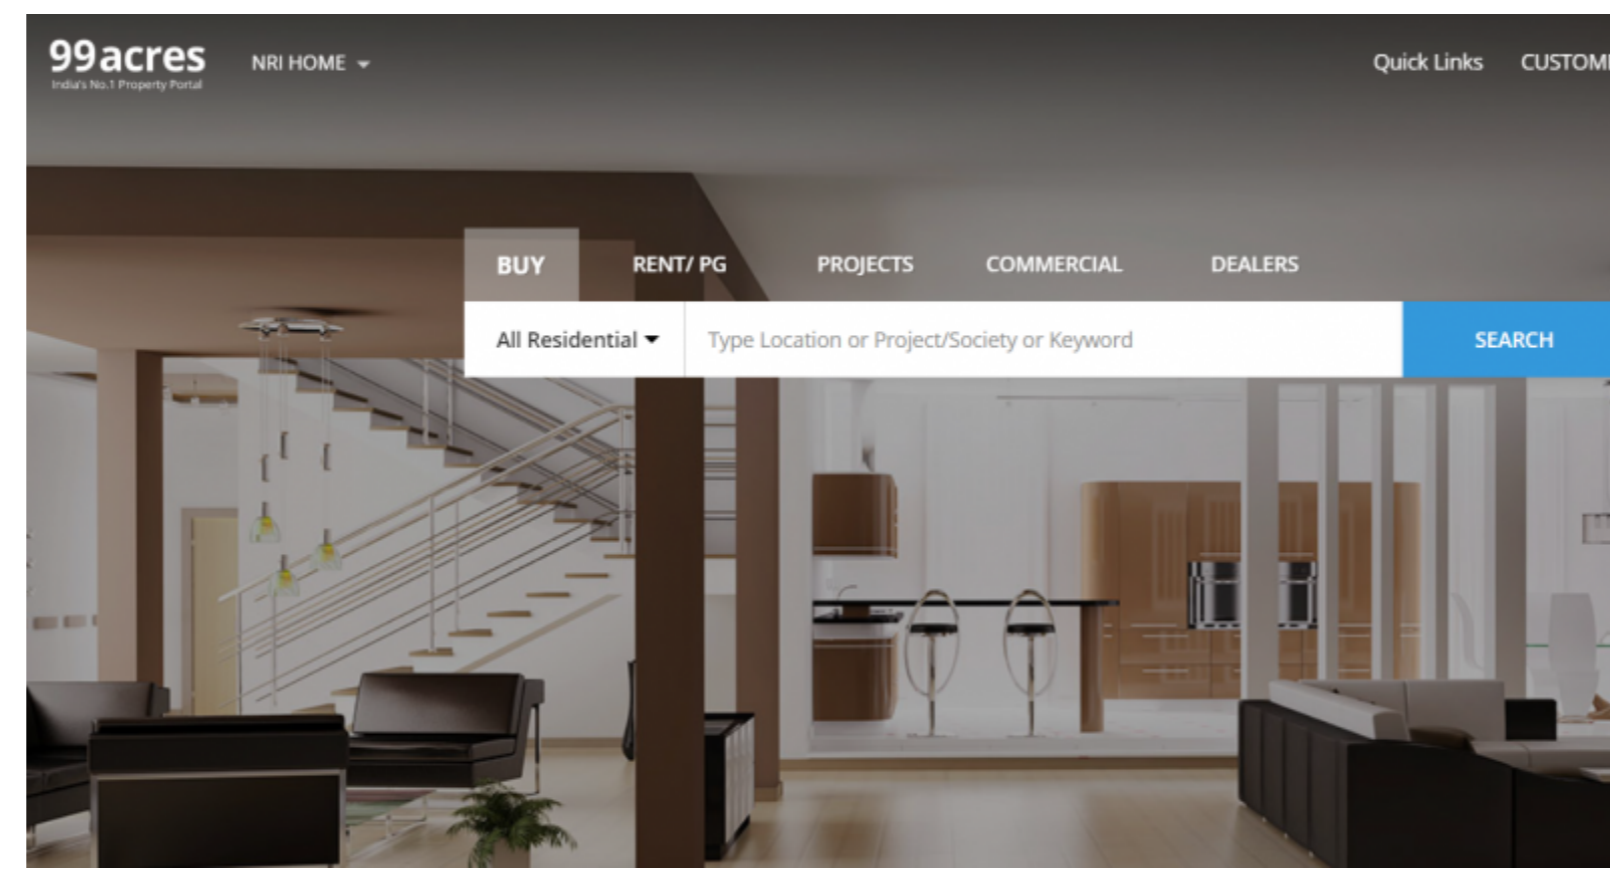 99acres
India's No.1 Property Portal
NRI HOME
Quick Links
CUSTOM
BUY
RENT/ PG
PROJECTS
COMMERCIAL
DEALERS
All Residential
Type Location or Project/Society or Keyword
SEARCH